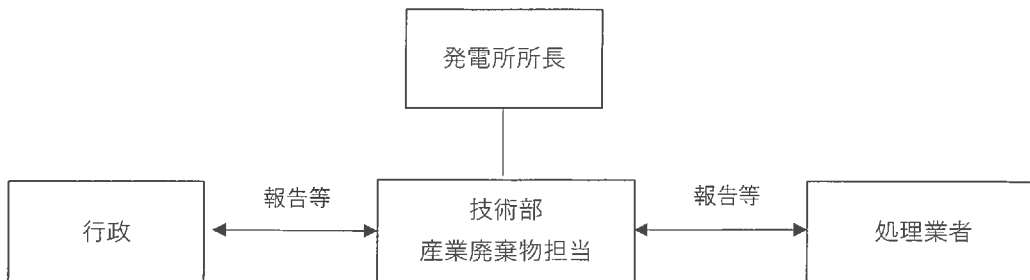 発電所所長
行政
報告等
技術部
産業廃棄物担当
報告等
処理業者